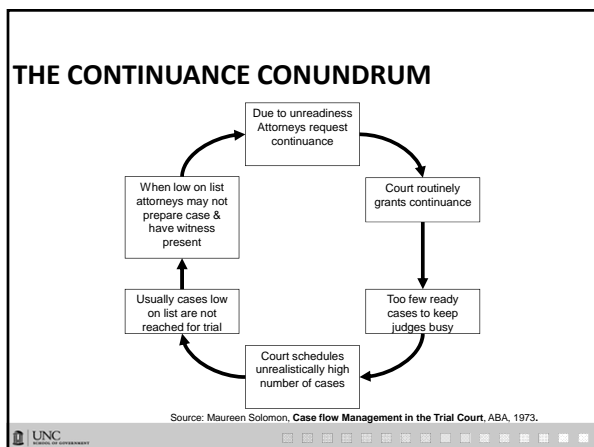 THE CONTINUANCE CONUNDRUM
Due to unreadiness
Attorneys request
continuance
Court routinely
grants continuance
Too few ready
cases to keep
judges busy
Court schedules
unrealistically high
number of cases
Usually cases low
on list are not
reached for trial
When low on list
attorneys may not
prepare case &
have witness
present
Source: Maureen Solomon, Case flow Management in the Trial Court, ABA, 1973.
UNC
SCHOOL OF GOVERNMENT